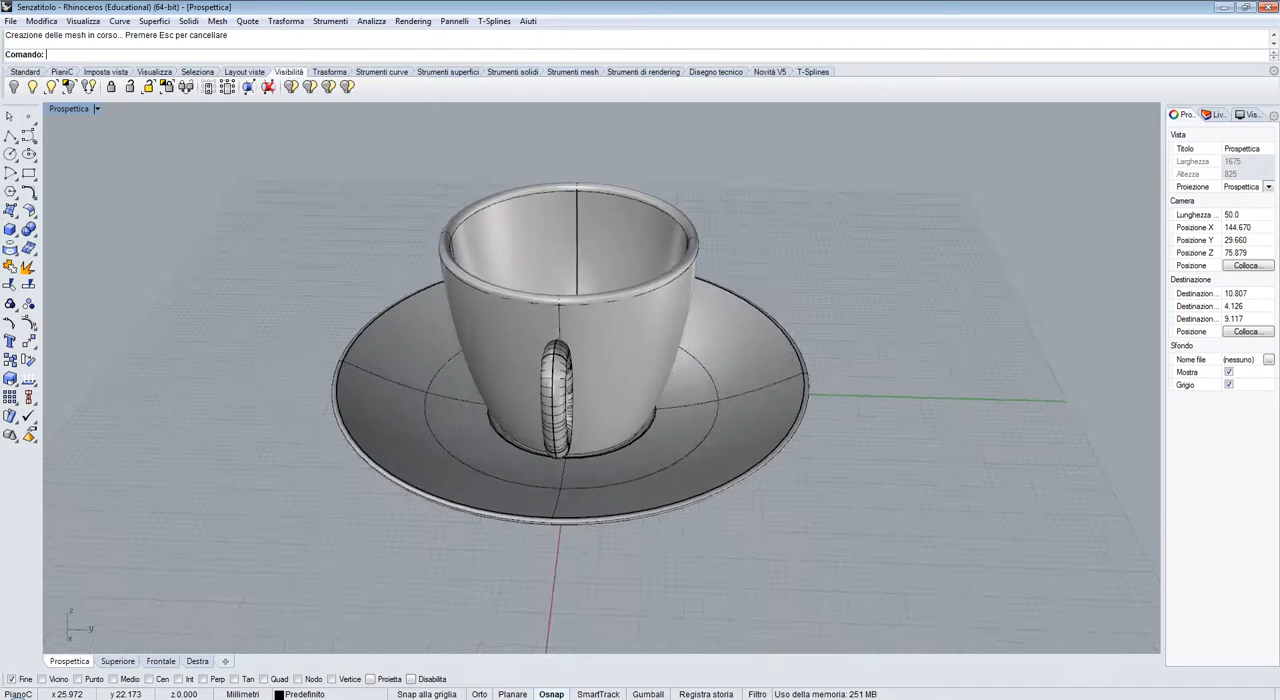 Senzatitolo - Rhinoceros (Educational) (64-bit) - [Prospettica]
File Modifica Visualizza Curve Superfici Solidi Mesh Quote Trasforma Strumenti Analizza Rendering Pannelli T-Splines Aiuti
Creazione delle mesh in corso... Premere Esc per cancellare
Comando:
Standard PianiC Imposta vista Visualizza Seleziona Layout viste Visibilità Trasforma Strumenti curve Strumenti superfici Strumenti solidi Strumenti mesh Strumenti di rendering Disegno tecnico Novità V5 T-Splines
Prospettica
Pro... Liv... Vis...
Vista
Titolo Prospettica
Larghezza 1675
Altezza 825
Proiezione Prospettica
Camera
Lunghezza ... 50.0
Posizione X 144.670
Posizione Y 29.660
Posizione Z 75.879
Posizione Colloca...
Destinazione
Destinazion... 10.807
Destinazion... 4.126
Destinazion... 9.117
Posizione Colloca...
Sfondo
Nome file (nessuno) ...
Mostra
Grigio
z
y
x
Prospettica Superiore Frontale Destra
Fine Vicino Punto Medio Cen Int Perp Tan Quad Nodo Vertice Proietta Disabilita
PianoC x 25.972 y 22.173 z 0.000 Millimetri Predefinito Snap alla griglia Orto Planare Osnap SmartTrack Gumball Registra storia Filtro Uso della memoria: 251 MB